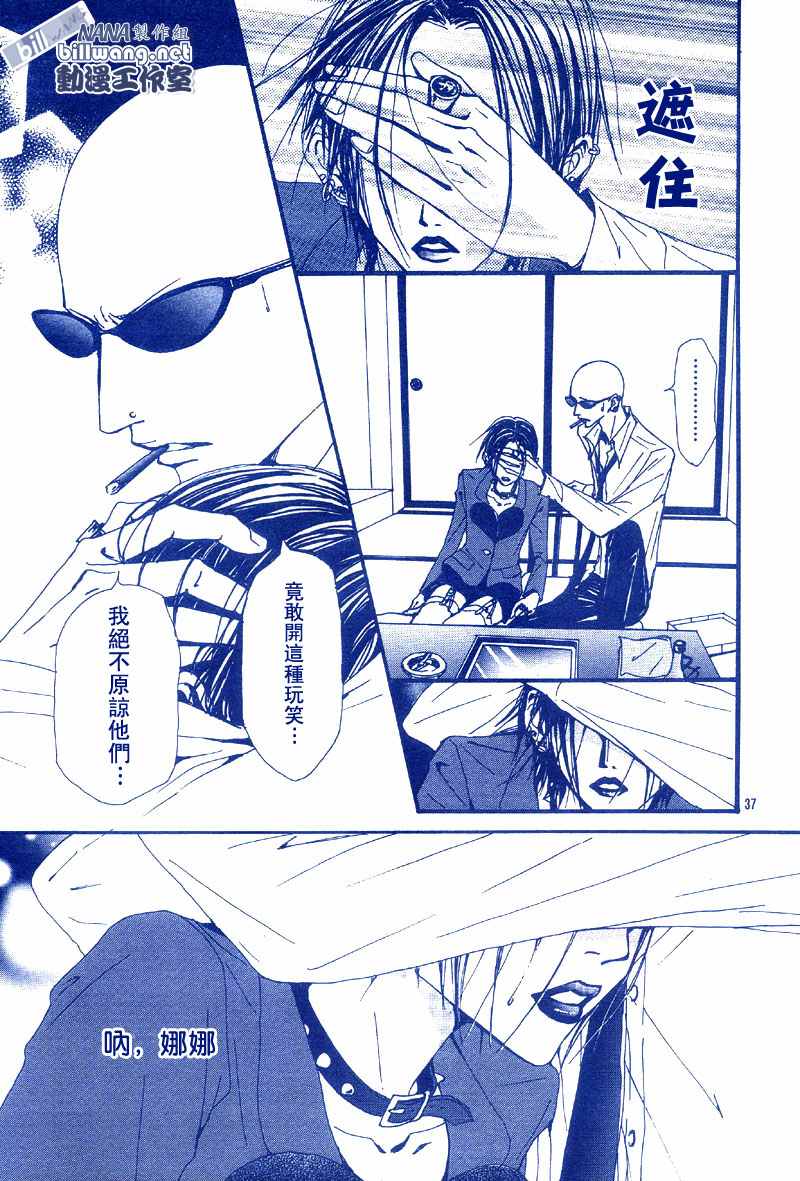 bill
NANA製作組
billwang.net
動漫工作室
遮住
…………
竟敢開這種玩笑…
我絕不原諒他們…
37
吶，娜娜